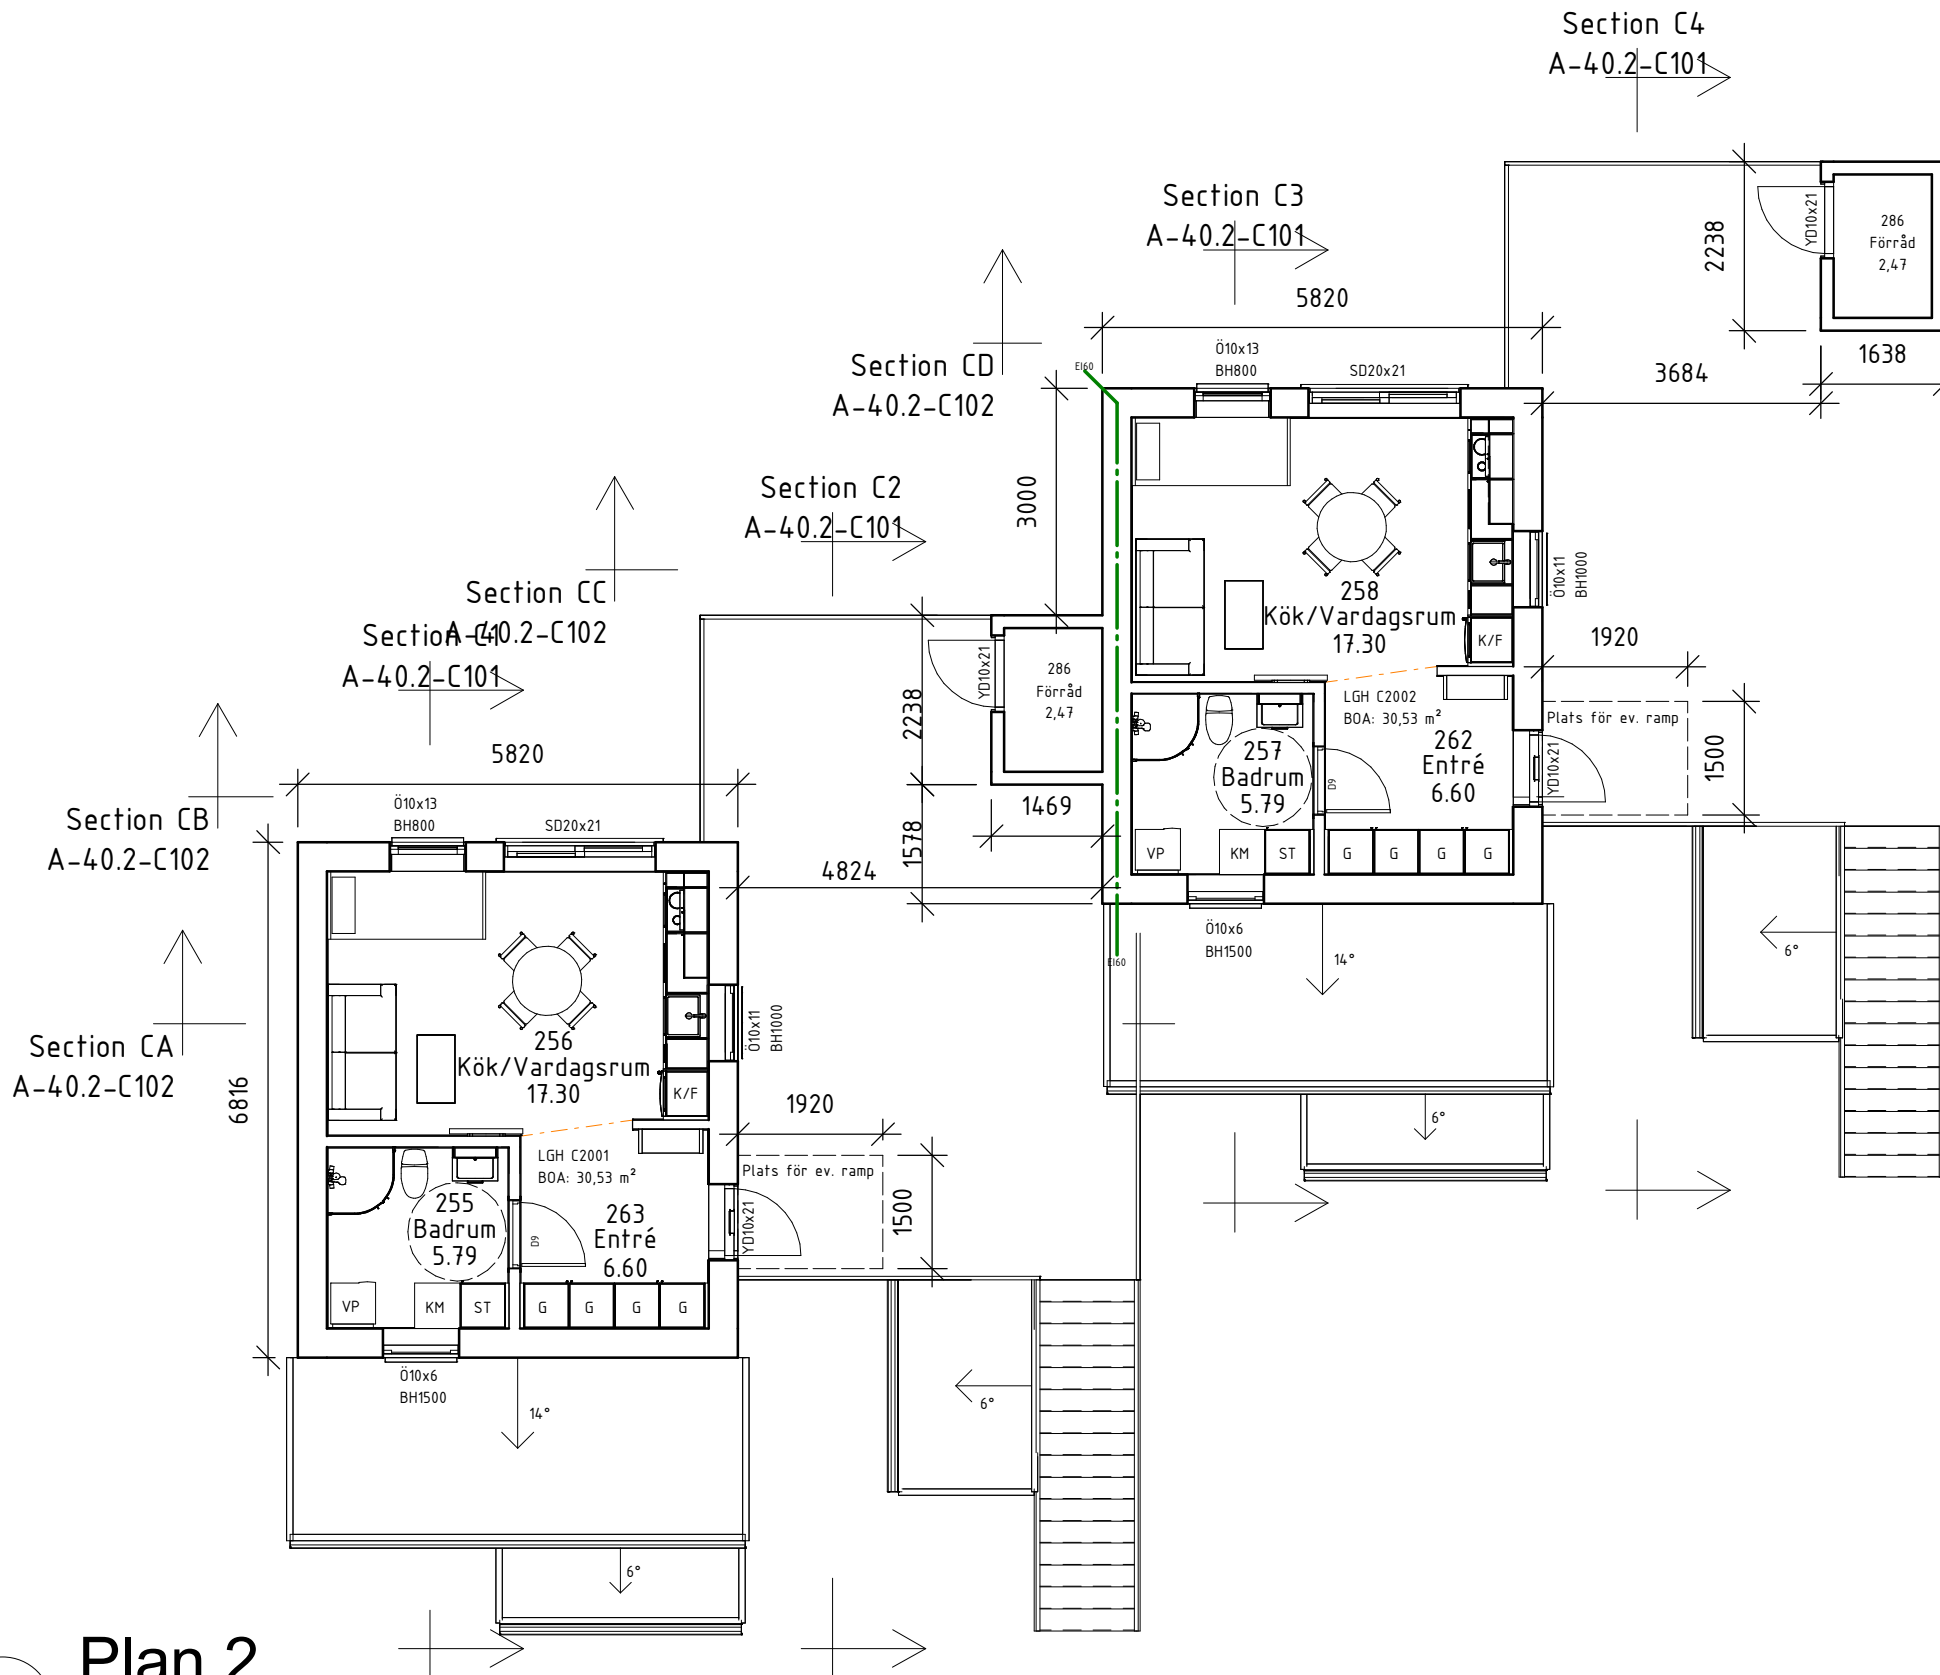 Section C4
A-40.2-C101
Section C3
A-40.2-C101
5820
2238
YD10x21
286
Förråd
2,47
1638
3684
Section CD
A-40.2-C102
EI60
Ö10x13
BH800
SD20x21
3000
Section C2
A-40.2-C101
Section CC
A-40.2-C102
Section C1
A-40.2-C101
258
Kök/Vardagsrum
17.30
K/F
Ö10x11
BH1000
1920
YD10x21
286
Förråd
2,47
2238
1469
1578
4824
LGH C2002
BOA: 30,53 m²
257
Badrum
5.79
D9
262
Entré
6.60
Plats för ev. ramp
YD10x21
1500
VP
KM
ST
G
G
G
G
Ö10x6
BH1500
EI60
14°
6°
6°
5820
Section CB
A-40.2-C102
Ö10x13
BH800
SD20x21
Section CA
A-40.2-C102
6816
256
Kök/Vardagsrum
17.30
K/F
Ö10x11
BH1000
1920
LGH C2001
BOA: 30,53 m²
Plats för ev. ramp
255
Badrum
5.79
D9
263
Entré
6.60
YD10x21
1500
VP
KM
ST
G
G
G
G
Ö10x6
BH1500
14°
6°
6°
Plan 2